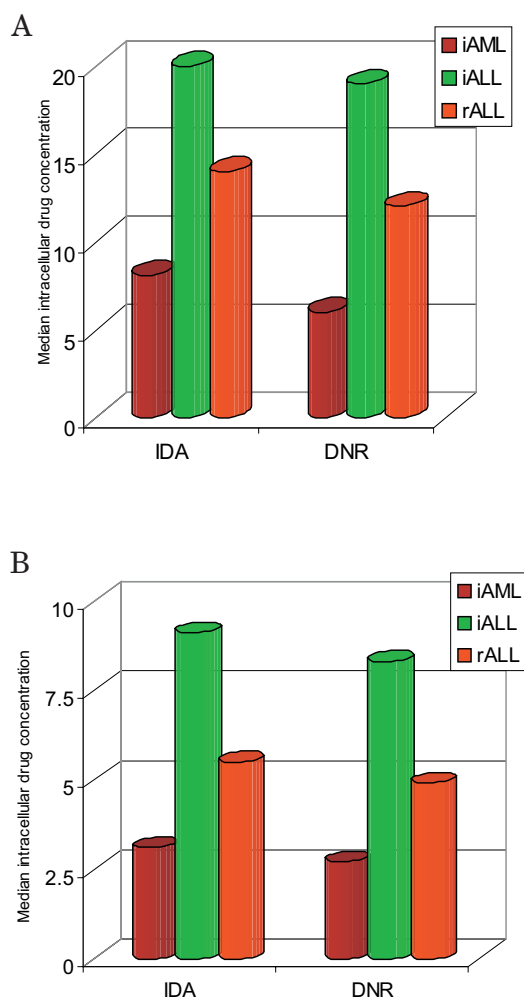 A
iAML
iALL
rALL
Median intracellular drug concentration
20
15
10
5
0
IDA DNR
B
iAML
iALL
rALL
Median intracellular drug concentration
10
7.5
5
2.5
0
IDA DNR